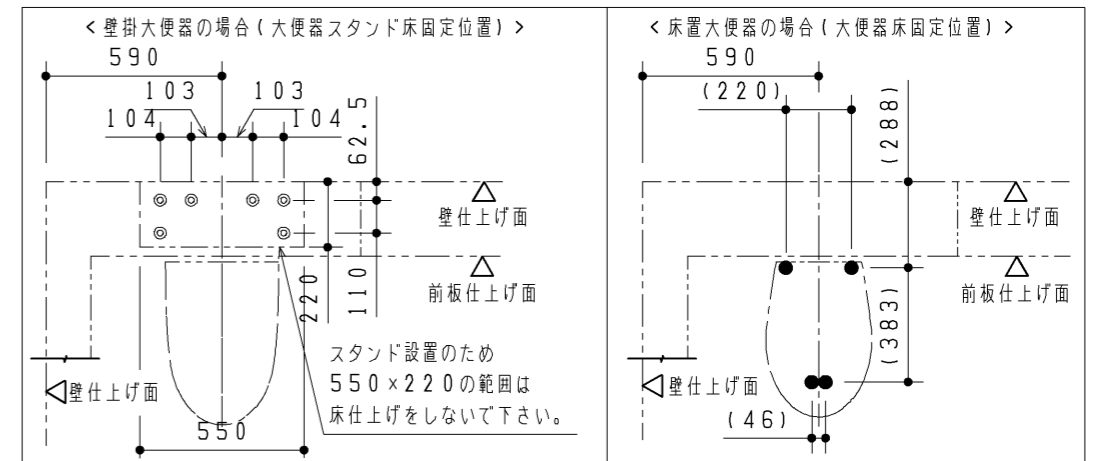 <壁掛大便器の場合(大便器スタンド床固定位置)>
590
103 103
104 104
62.5
壁仕上げ面
前板仕上げ面
220
110
スタンド設置のため
550×220の範囲は
床仕上げをしないで下さい。
壁仕上げ面
550
<床置大便器の場合(大便器床固定位置)>
590
(220)
(288)
壁仕上げ面
前板仕上げ面
(383)
壁仕上げ面
(46)